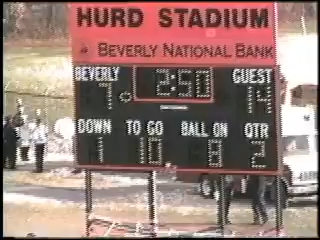 HURD STADIUM
BEVERLY NATIONAL BANK
BEVERLY 2:50 GUEST
7 14
DOWN TO GO BALL ON QTR
1 10 8 2